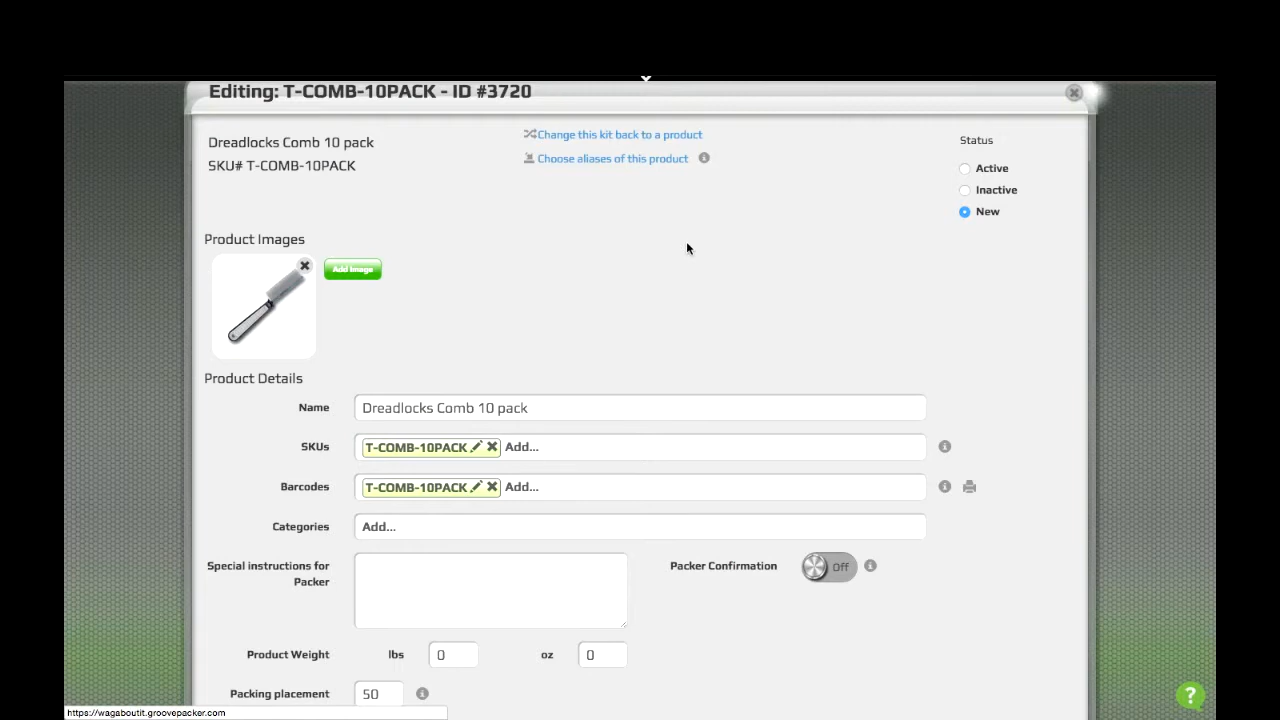 Editing: T-COMB-10PACK - ID #3720
Dreadlocks Comb 10 pack
SKU# T-COMB-10PACK
Change this kit back to a product
Choose aliases of this product
Status
Active
Inactive
New
Product Images
Add Image
Product Details
Name
Dreadlocks Comb 10 pack
SKUs
T-COMB-10PACK Add...
Barcodes
T-COMB-10PACK Add...
Categories
Add...
Special instructions for
Packer
Packer Confirmation
Off
Product Weight
lbs
0
oz
0
Packing placement
50
?
https://wagaboutit.groovepacker.com